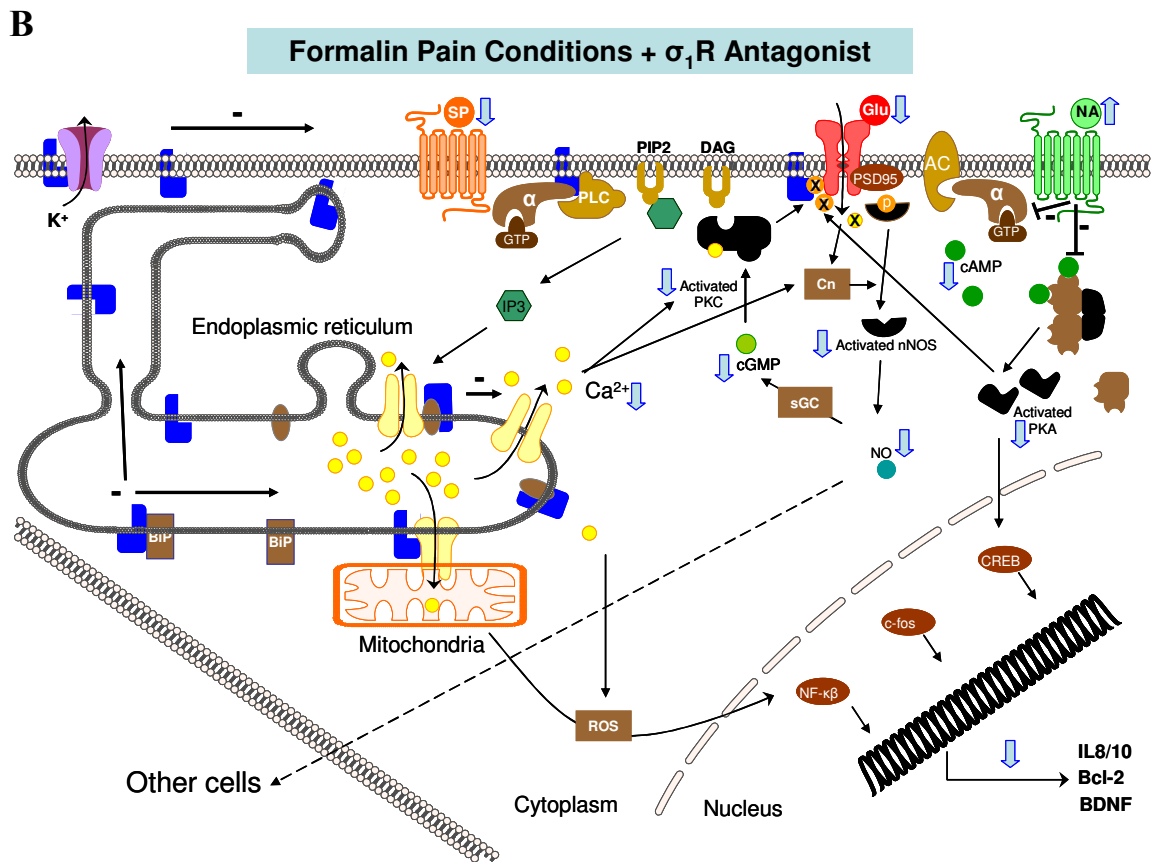 B
Formalin Pain Conditions + σ₁R Antagonist
-
SP
Glu
NA
PIP2
DAG
AC
PSD95
K⁺
α
PLC
GTP
X
X
X
p
α
GTP
-
-
cAMP
Activated
PKC
Cn
IP3
Endoplasmic reticulum
Activated nNOS
cGMP
-
Ca²⁺
sGC
Activated
PKA
NO
-
BiP
BiP
CREB
Mitochondria
c-fos
NF-κβ
ROS
IL8/10
Bcl-2
BDNF
Other cells
Cytoplasm
Nucleus